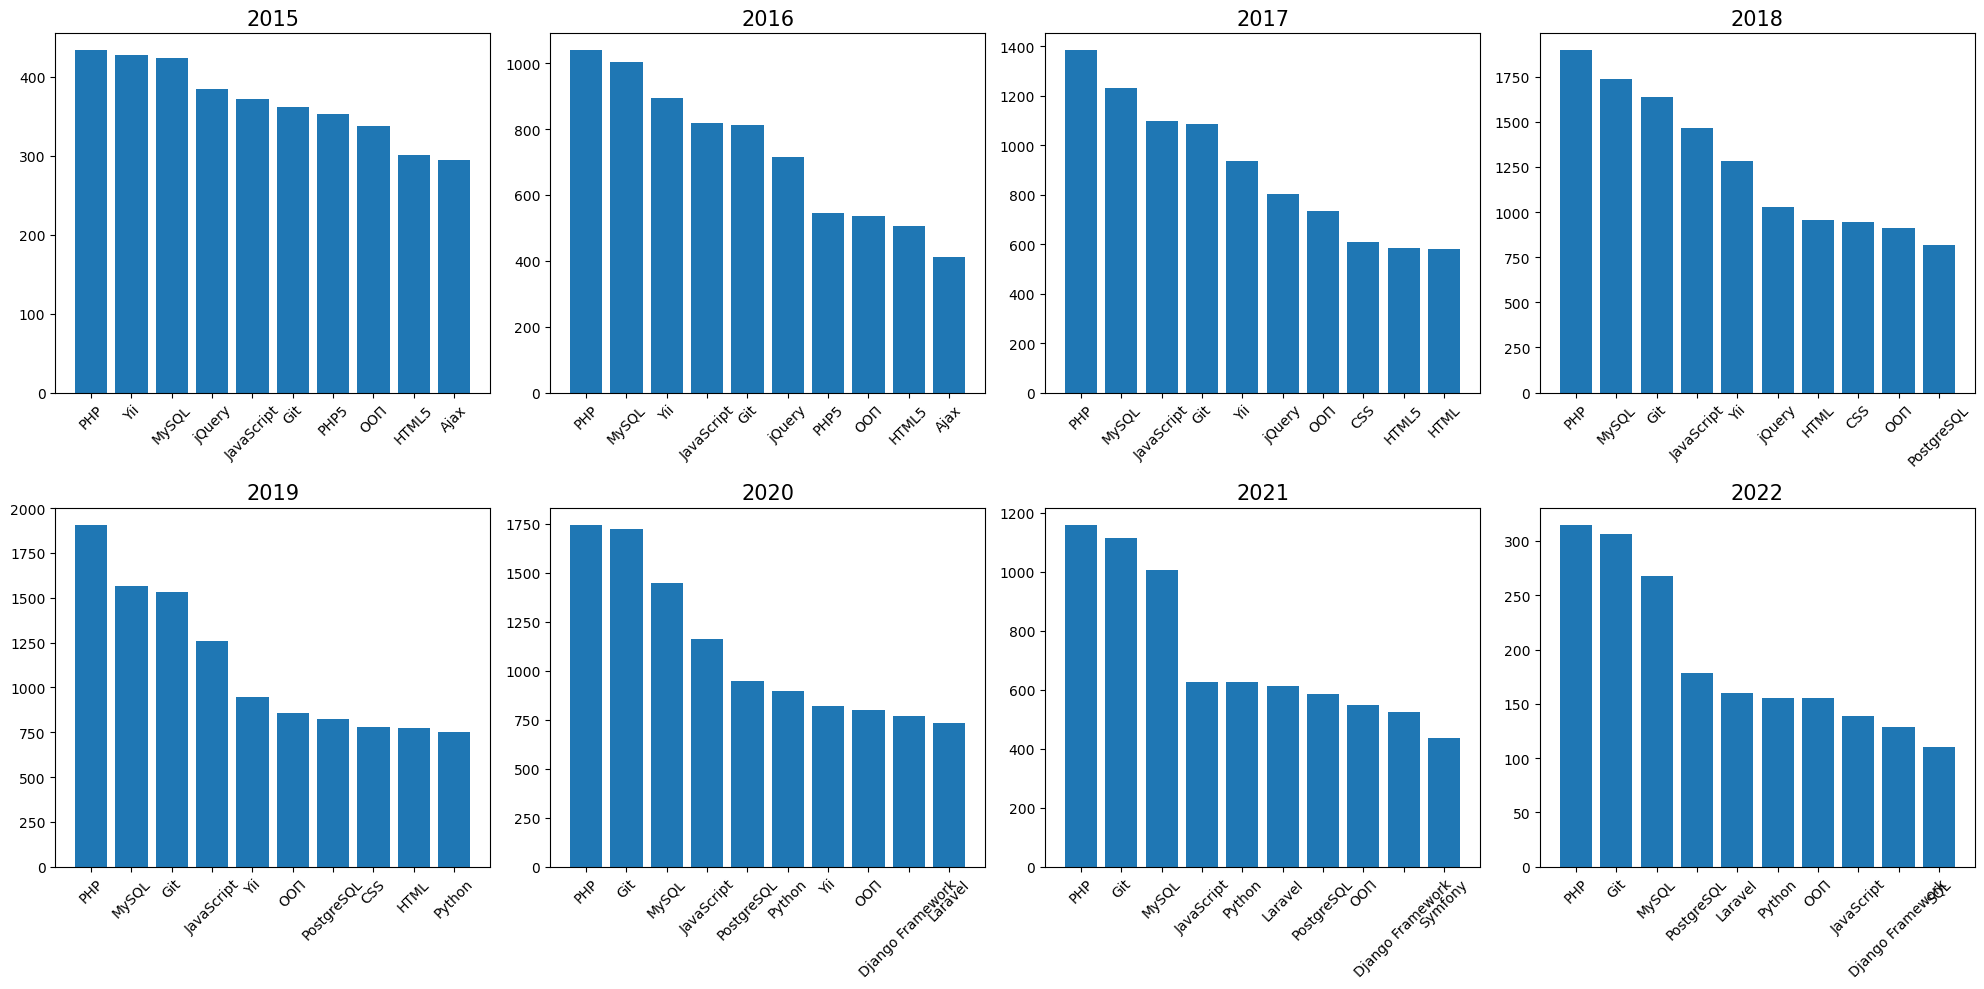 2015
400
300
200
100
0
PHP
Yii
MySQL
jQuery
JavaScript
Git
PHP5
ООП
HTML5
Ajax
2016
1000
800
600
400
200
0
PHP
MySQL
Yii
JavaScript
Git
jQuery
PHP5
ООП
HTML5
Ajax
2017
1400
1200
1000
800
600
400
200
0
PHP
MySQL
JavaScript
Git
Yii
jQuery
ООП
CSS
HTML5
HTML
2018
1750
1500
1250
1000
750
500
250
0
PHP
MySQL
Git
JavaScript
Yii
jQuery
HTML
CSS
ООП
PostgreSQL
2019
2000
1750
1500
1250
1000
750
500
250
0
PHP
MySQL
Git
JavaScript
Yii
ООП
PostgreSQL
CSS
HTML
Python
2020
1750
1500
1250
1000
750
500
250
0
PHP
Git
MySQL
JavaScript
PostgreSQL
Python
Yii
ООП
Django Framework
Laravel
2021
1200
1000
800
600
400
200
0
PHP
Git
MySQL
JavaScript
Python
Laravel
PostgreSQL
ООП
Django Framework
Symfony
2022
300
250
200
150
100
50
0
PHP
Git
MySQL
PostgreSQL
Laravel
Python
ООП
JavaScript
Django Framework
SQL